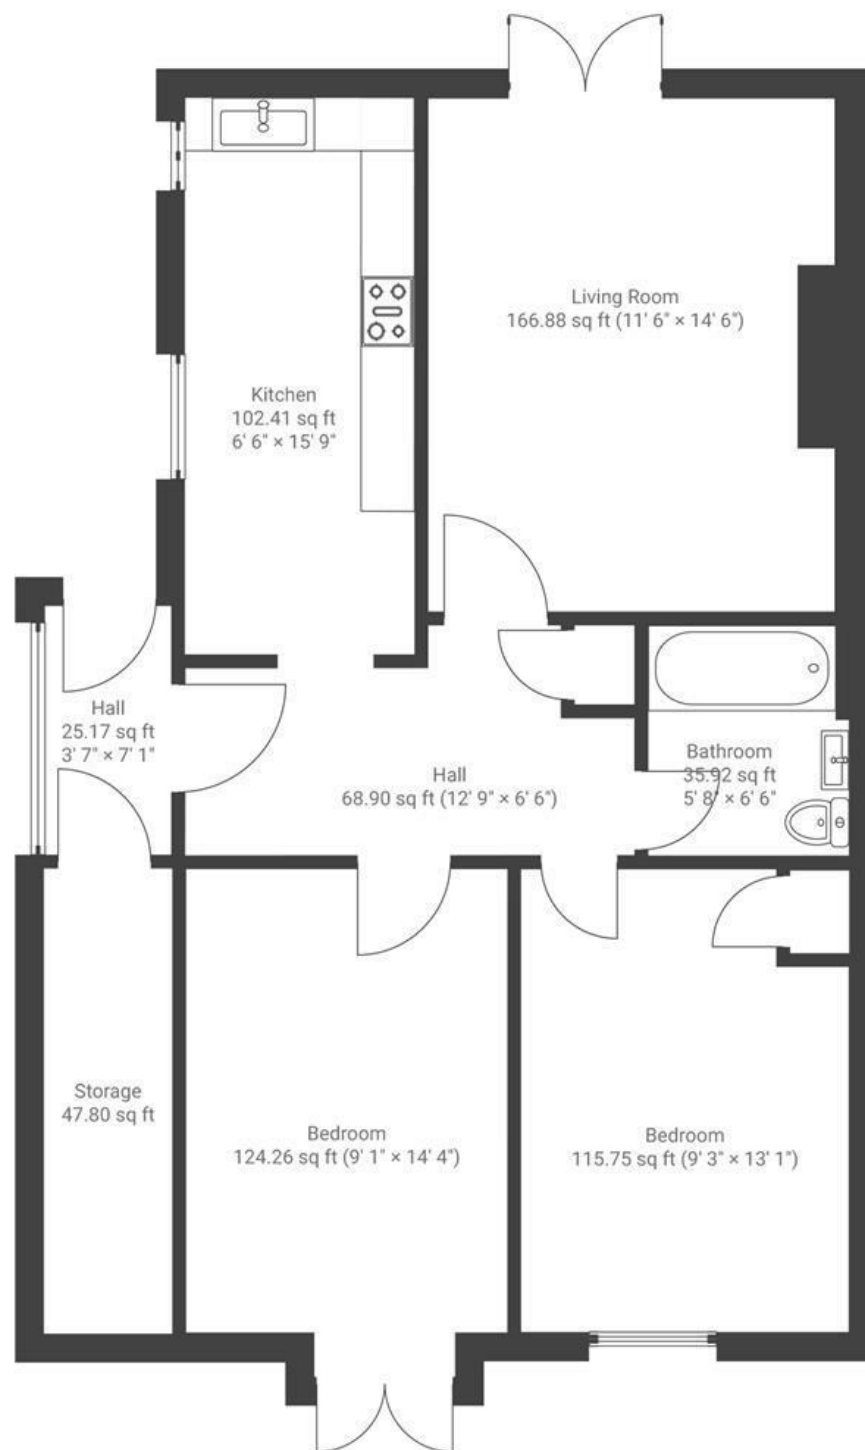 Living Room
166.88 sq ft (11' 6" × 14' 6")
Kitchen
102.41 sq ft
6' 6" × 15' 9"
Hall
25.17 sq ft
3' 7" × 7' 1"
Hall
68.90 sq ft (12' 9" × 6' 6")
Bathroom
35.92 sq ft
5' 8" × 6' 6"
Storage
47.80 sq ft
Bedroom
124.26 sq ft (9' 1" × 14' 4")
Bedroom
115.75 sq ft (9' 3" × 13' 1")